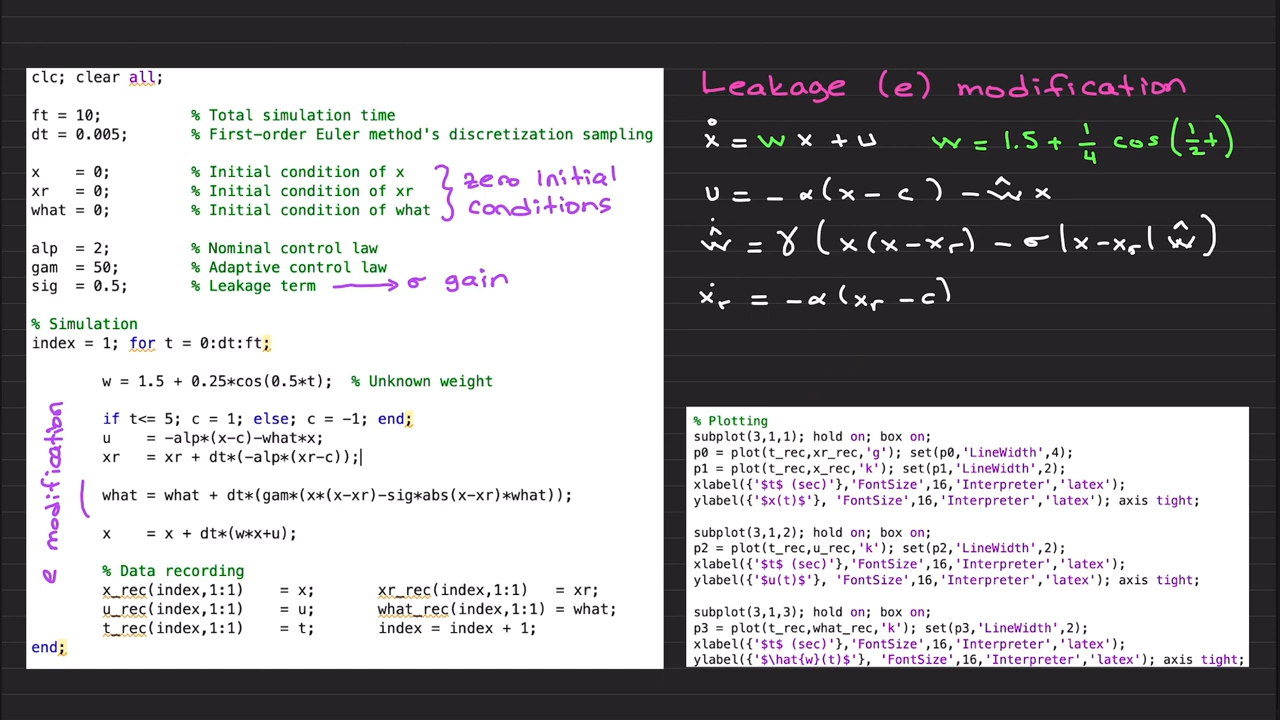 clc; clear all;
ft = 10; % Total simulation time
dt = 0.005; % First-order Euler method's discretization sampling
x = 0; % Initial condition of x
xr = 0; % Initial condition of xr
what = 0; % Initial condition of what
} zero initial
conditions
alp = 2; % Nominal control law
gam = 50; % Adaptive control law
sig = 0.5; % Leakage term → σ gain
% Simulation
index = 1; for t = 0:dt:ft;
w = 1.5 + 0.25*cos(0.5*t); % Unknown weight
if t<= 5; c = 1; else; c = -1; end;
u = -alp*(x-c)-what*x;
xr = xr + dt*(-alp*(xr-c));
e modification
what = what + dt*(gam*(x*(x-xr)-sig*abs(x-xr)*what));
x = x + dt*(w*x+u);
% Data recording
x_rec(index,1:1) = x; xr_rec(index,1:1) = xr;
u_rec(index,1:1) = u; what_rec(index,1:1) = what;
t_rec(index,1:1) = t; index = index + 1;
end;
Leakage (e) modification
ẋ = w x + u w = 1.5 + 1/4 cos(1/2 t)
u = -α(x - c) - ŵ x
ŵ̇ = γ (x(x-xᵣ) - σ|x-xᵣ| ŵ)
ẋᵣ = -α(xᵣ - c)
% Plotting
subplot(3,1,1); hold on; box on;
p0 = plot(t_rec,xr_rec,'g'); set(p0,'LineWidth',4);
p1 = plot(t_rec,x_rec,'k'); set(p1,'LineWidth',2);
xlabel({'$t$ (sec)'},'FontSize',16,'Interpreter','latex');
ylabel({'$x(t)$'}, 'FontSize',16,'Interpreter','latex'); axis tight;
subplot(3,1,2); hold on; box on;
p2 = plot(t_rec,u_rec,'k'); set(p2,'LineWidth',2);
xlabel({'$t$ (sec)'},'FontSize',16,'Interpreter','latex');
ylabel({'$u(t)$'}, 'FontSize',16,'Interpreter','latex'); axis tight;
subplot(3,1,3); hold on; box on;
p3 = plot(t_rec,what_rec,'k'); set(p3,'LineWidth',2);
xlabel({'$t$ (sec)'},'FontSize',16,'Interpreter','latex');
ylabel({'$\hat{w}(t)$'}, 'FontSize',16,'Interpreter','latex'); axis tight;